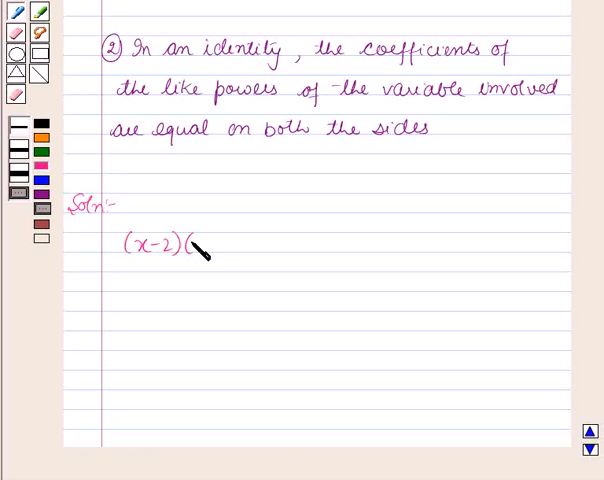 ② In an identity, the coefficients of
the like powers of the variable involved
are equal on both the sides
Soln:-
(x-2)(